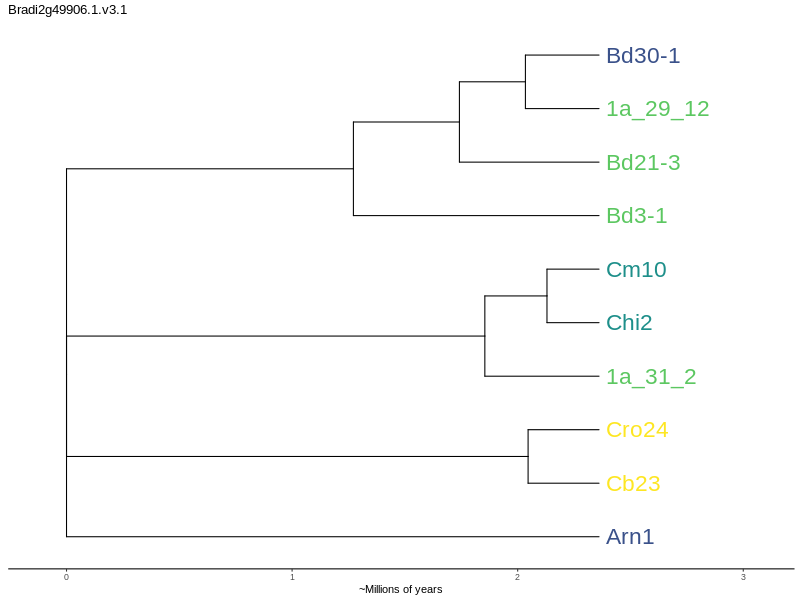 Bradi2g49906.1.v3.1
Bd30-1
1a_29_12
Bd21-3
Bd3-1
Cm10
Chi2
1a_31_2
Cro24
Cb23
Arn1
0 1 2 3
~Millions of years